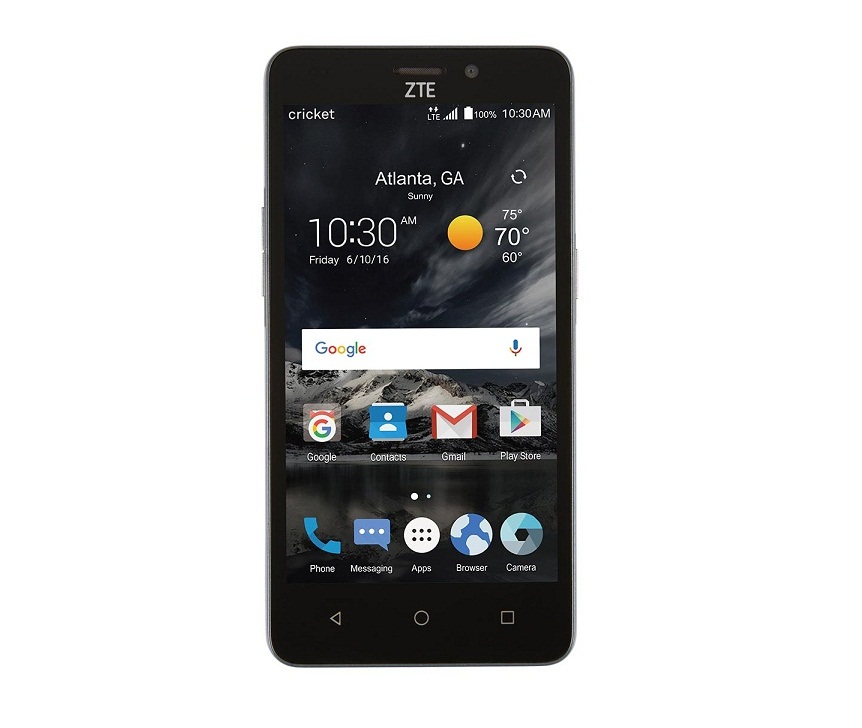 ZTE
cricket LTE 100% 10:30AM
Atlanta, GA
Sunny
10:30 AM
75°
70°
60°
Friday 6/10/16
Google
Google Contacts Gmail Play Store
Phone Messaging Apps Browser Camera